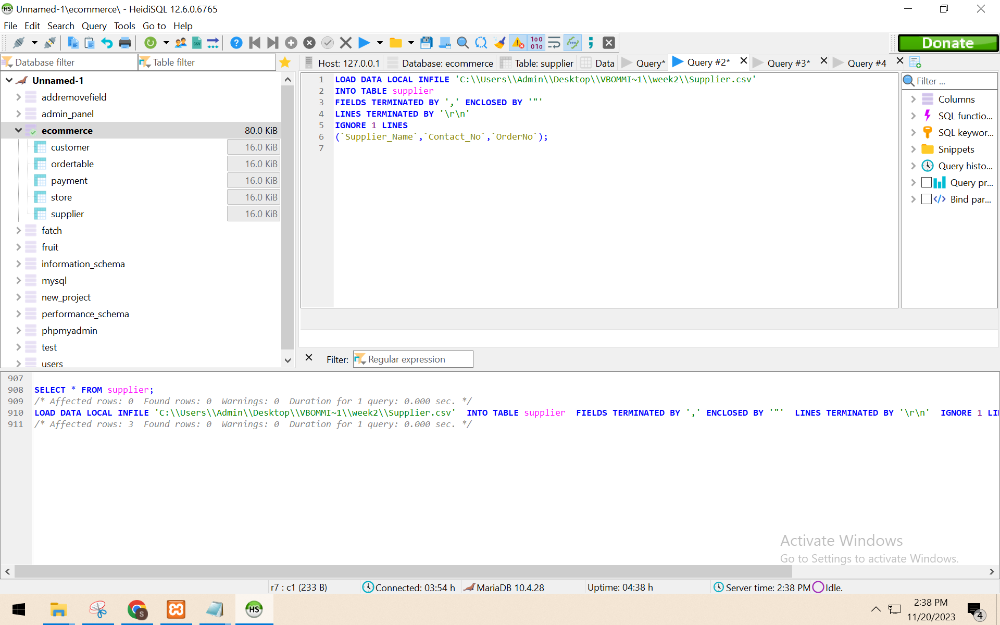 Unnamed-1\ecommerce\ - HeidiSQL 12.6.0.6765
File Edit Search Query Tools Go to Help
Donate
Database filter
Table filter
Host: 127.0.0.1
Database: ecommerce
Table: supplier
Data
Query*
Query #2*
Query #3*
Query #4
Unnamed-1
addremovefield
admin_panel
ecommerce 80.0 KiB
customer 16.0 KiB
ordertable 16.0 KiB
payment 16.0 KiB
store 16.0 KiB
supplier 16.0 KiB
fatch
fruit
information_schema
mysql
new_project
performance_schema
phpmyadmin
test
users
1 LOAD DATA LOCAL INFILE 'C:\\Users\\Admin\\Desktop\\VBOMMI~1\\week2\\Supplier.csv'
2 INTO TABLE supplier
3 FIELDS TERMINATED BY ',' ENCLOSED BY '"'
4 LINES TERMINATED BY '\r\n'
5 IGNORE 1 LINES
6 (`Supplier_Name`,`Contact_No`,`OrderNo`);
7
Filter ...
Columns
SQL functio...
SQL keywor...
Snippets
Query histo...
Query pr...
Bind par...
Filter: Regular expression
907
908 SELECT * FROM supplier;
909 /* Affected rows: 0  Found rows: 0  Warnings: 0  Duration for 1 query: 0.000 sec. */
910 LOAD DATA LOCAL INFILE 'C:\\Users\\Admin\\Desktop\\VBOMMI~1\\week2\\Supplier.csv'  INTO TABLE supplier  FIELDS TERMINATED BY ',' ENCLOSED BY '"'  LINES TERMINATED BY '\r\n'  IGNORE 1 LI
911 /* Affected rows: 3  Found rows: 0  Warnings: 0  Duration for 1 query: 0.000 sec. */
Activate Windows
Go to Settings to activate Windows.
r7 : c1 (233 B)
Connected: 03:54 h
MariaDB 10.4.28
Uptime: 04:38 h
Server time: 2:38 PM
Idle.
S
HS
2:38 PM
11/20/2023
4